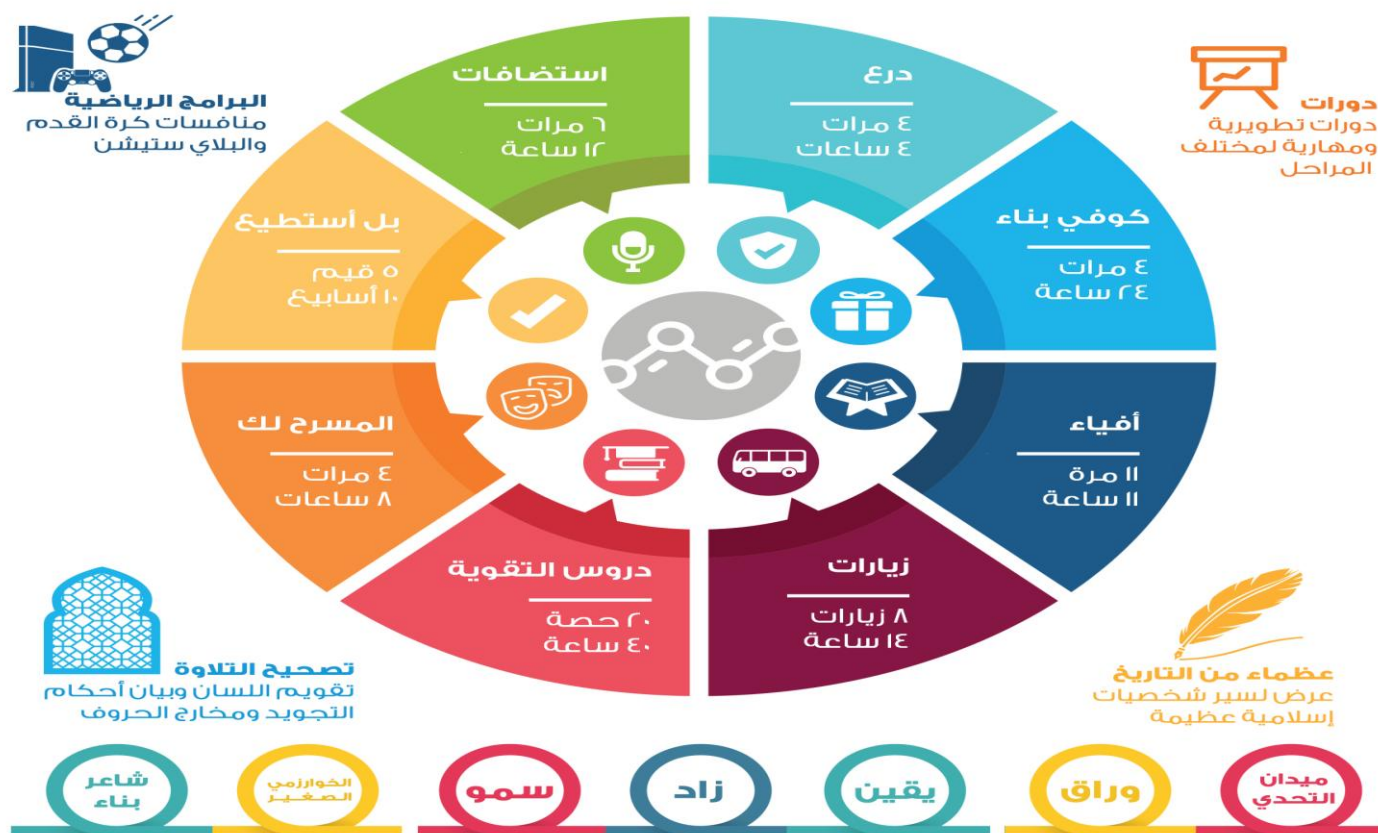 درع
٤ مرات
٤ ساعات
كوفي بناء
٤ مرات
٢٤ ساعة
أفياء
١١ مرة
١١ ساعة
زيارات
٨ زيارات
١٤ ساعة
دروس التقوية
٢٠ حصة
٤٠ ساعة
المسرح لك
٤ مرات
٨ ساعات
بل أستطيع
٥ قيم
١٠ أسابيع
استضافات
٦ مرات
١٢ ساعة
دورات
دورات تطويرية
ومهارية لمختلف
المراحل
البرامج الرياضية
منافسات كرة القدم
والبلاي ستيشن
عظماء من التاريخ
عرض لسير شخصيات
إسلامية عظيمة
تصحيح التلاوة
تقويم اللسان وبيان أحكام
التجويد ومخارج الحروف
ميدان
التحدي
وراق
يقين
زاد
سمو
الخوارزمي
الصغير
شاعر
بناء